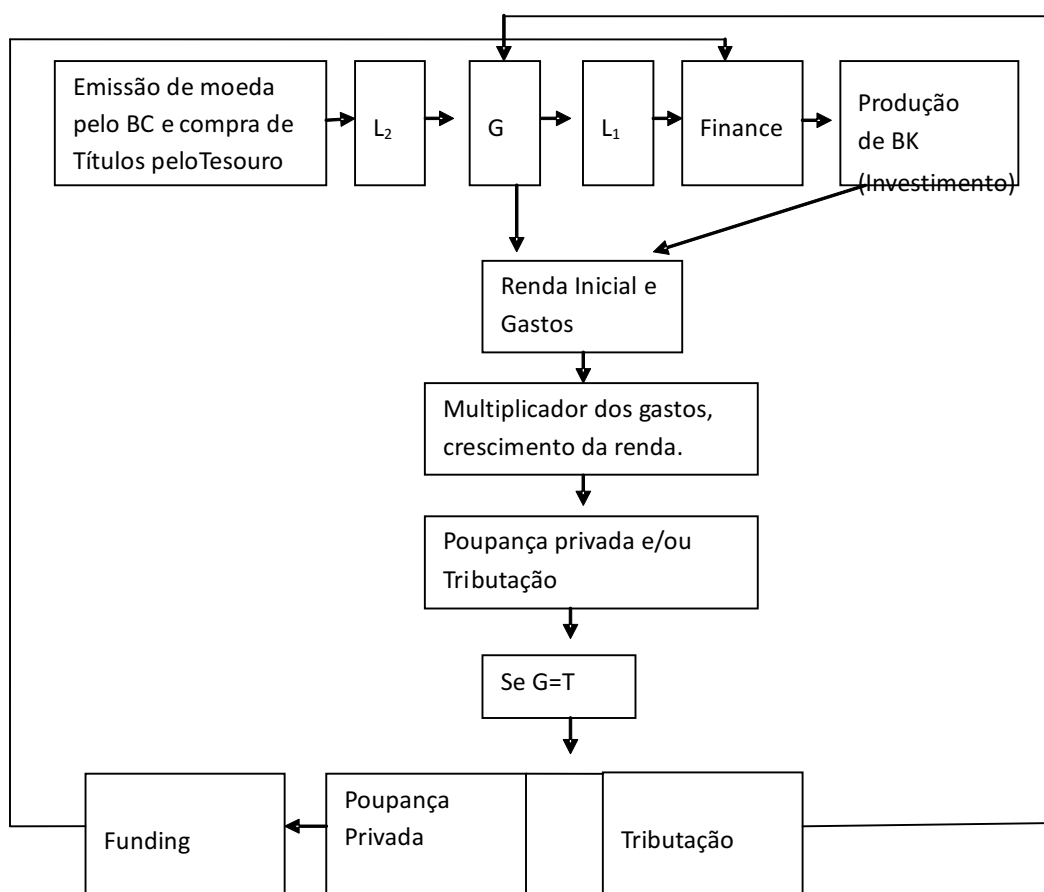 Emissão de moeda
pelo BC e compra de
Títulos peloTesouro
L₂
G
L₁
Finance
Produção
de BK
(Investimento)
Renda Inicial e
Gastos
Multiplicador dos gastos,
crescimento da renda.
Poupança privada e/ou
Tributação
Se G=T
Funding
Poupança
Privada
Tributação